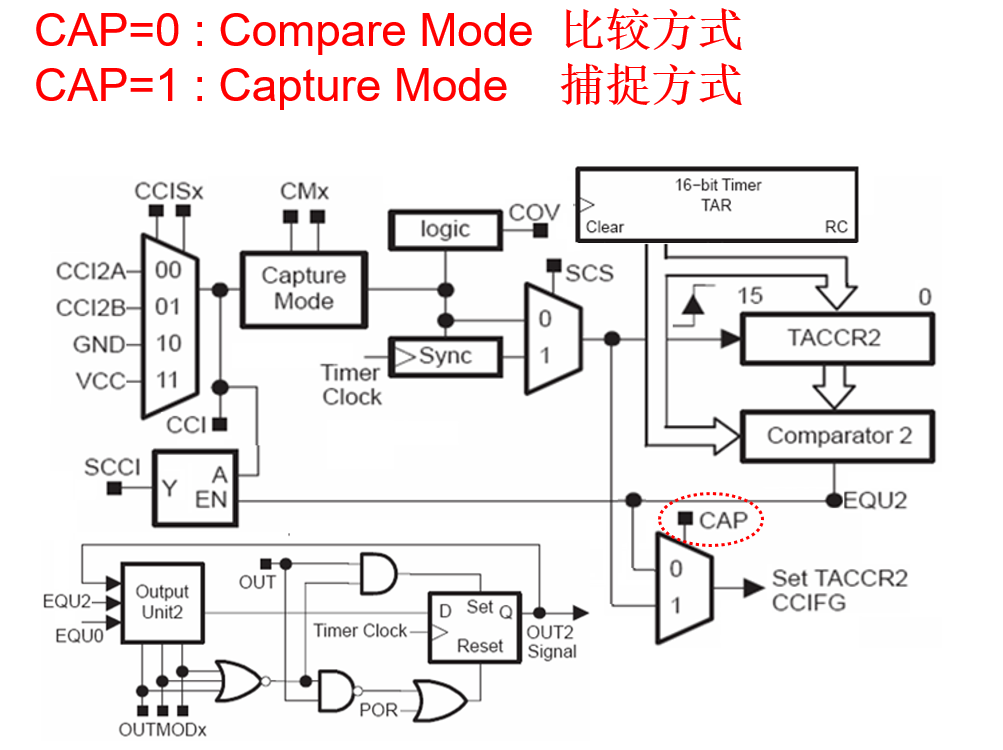 CAP=0 : Compare Mode 比较方式
CAP=1 : Capture Mode 捕捉方式
16−bit Timer
TAR
Clear
RC
CCISx
CMx
logic
COV
SCS
15
0
CCI2A
00
CCI2B
01
GND
10
VCC
11
Capture
Mode
0
1
TACCR2
Sync
Timer
Clock
CCI
Comparator 2
SCCI
Y
A
EN
EQU2
CAP
0
1
Set TACCR2
CCIFG
OUT
Output
Unit2
EQU2
EQU0
Timer Clock
D
Set
Q
Reset
OUT2
Signal
POR
OUTMODx